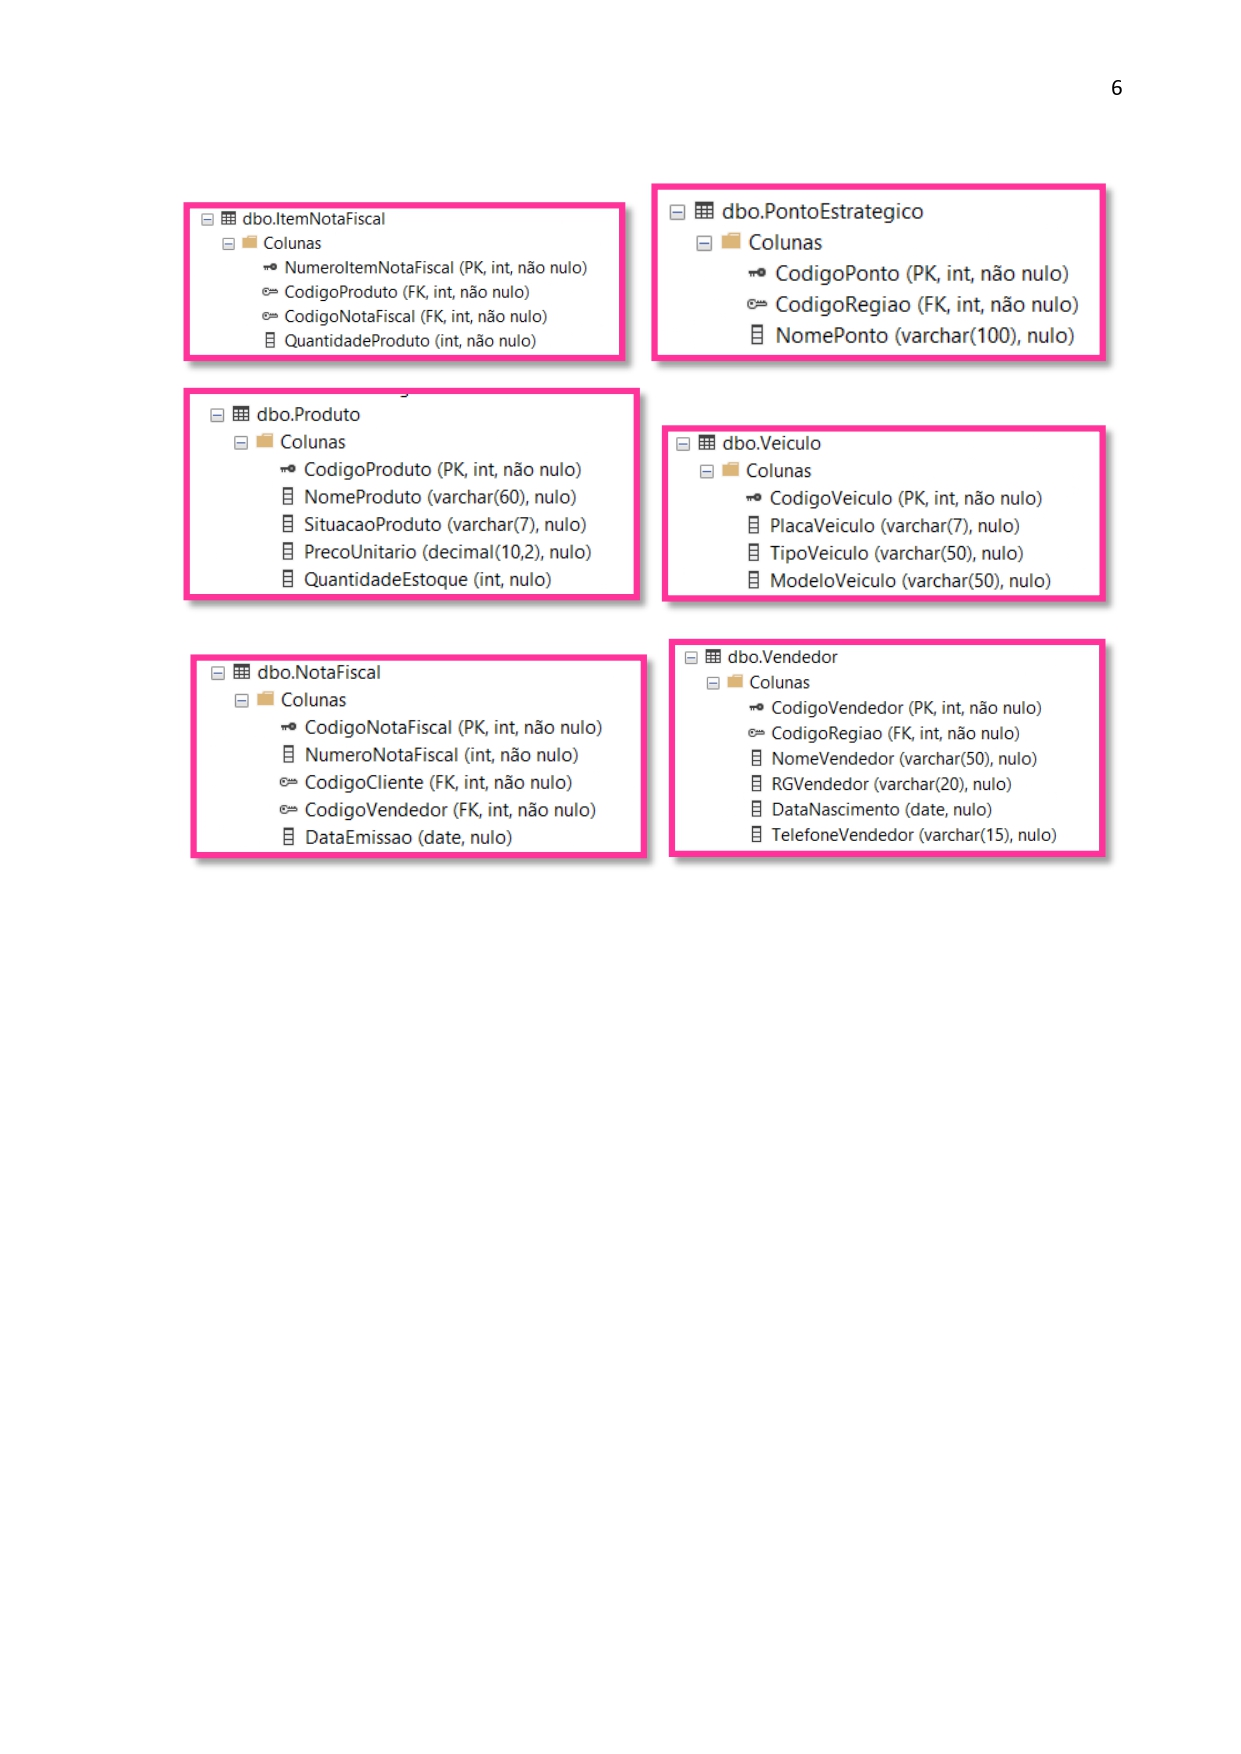 6
dbo.ItemNotaFiscal
Colunas
NumeroItemNotaFiscal (PK, int, não nulo)
CodigoProduto (FK, int, não nulo)
CodigoNotaFiscal (FK, int, não nulo)
QuantidadeProduto (int, não nulo)
dbo.PontoEstrategico
Colunas
CodigoPonto (PK, int, não nulo)
CodigoRegiao (FK, int, não nulo)
NomePonto (varchar(100), nulo)
dbo.Produto
Colunas
CodigoProduto (PK, int, não nulo)
NomeProduto (varchar(60), nulo)
SituacaoProduto (varchar(7), nulo)
PrecoUnitario (decimal(10,2), nulo)
QuantidadeEstoque (int, nulo)
dbo.Veiculo
Colunas
CodigoVeiculo (PK, int, não nulo)
PlacaVeiculo (varchar(7), nulo)
TipoVeiculo (varchar(50), nulo)
ModeloVeiculo (varchar(50), nulo)
dbo.NotaFiscal
Colunas
CodigoNotaFiscal (PK, int, não nulo)
NumeroNotaFiscal (int, não nulo)
CodigoCliente (FK, int, não nulo)
CodigoVendedor (FK, int, não nulo)
DataEmissao (date, nulo)
dbo.Vendedor
Colunas
CodigoVendedor (PK, int, não nulo)
CodigoRegiao (FK, int, não nulo)
NomeVendedor (varchar(50), nulo)
RGVendedor (varchar(20), nulo)
DataNascimento (date, nulo)
TelefoneVendedor (varchar(15), nulo)